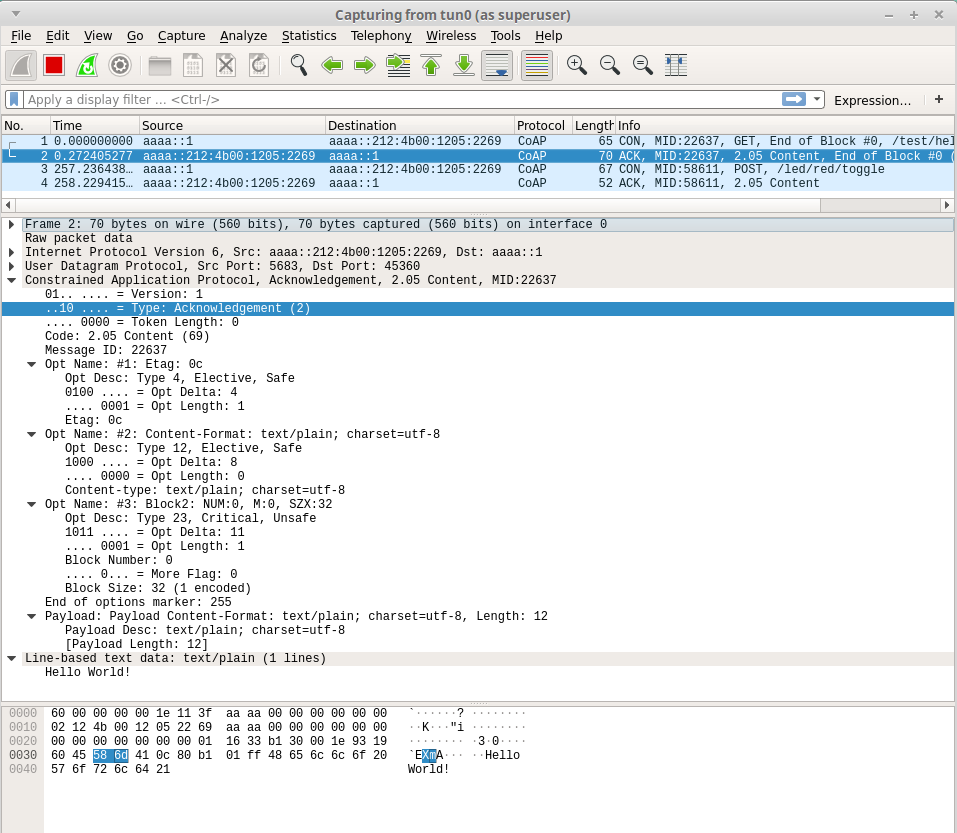 Capturing from tun0 (as superuser)
File Edit View Go Capture Analyze Statistics Telephony Wireless Tools Help
Apply a display filter … <Ctrl-/> Expression… +
No. Time Source Destination Protocol Length Info
1 0.000000000 aaaa::1 aaaa::212:4b00:1205:2269 CoAP 65 CON, MID:22637, GET, End of Block #0, /test/hel
2 0.272405277 aaaa::212:4b00:1205:2269 aaaa::1 CoAP 70 ACK, MID:22637, 2.05 Content, End of Block #0 (
3 257.236438… aaaa::1 aaaa::212:4b00:1205:2269 CoAP 67 CON, MID:58611, POST, /led/red/toggle
4 258.229415… aaaa::212:4b00:1205:2269 aaaa::1 CoAP 52 ACK, MID:58611, 2.05 Content
Frame 2: 70 bytes on wire (560 bits), 70 bytes captured (560 bits) on interface 0
Raw packet data
Internet Protocol Version 6, Src: aaaa::212:4b00:1205:2269, Dst: aaaa::1
User Datagram Protocol, Src Port: 5683, Dst Port: 45360
Constrained Application Protocol, Acknowledgement, 2.05 Content, MID:22637
01.. .... = Version: 1
..10 .... = Type: Acknowledgement (2)
.... 0000 = Token Length: 0
Code: 2.05 Content (69)
Message ID: 22637
Opt Name: #1: Etag: 0c
Opt Desc: Type 4, Elective, Safe
0100 .... = Opt Delta: 4
.... 0001 = Opt Length: 1
Etag: 0c
Opt Name: #2: Content-Format: text/plain; charset=utf-8
Opt Desc: Type 12, Elective, Safe
1000 .... = Opt Delta: 8
.... 0000 = Opt Length: 0
Content-type: text/plain; charset=utf-8
Opt Name: #3: Block2: NUM:0, M:0, SZX:32
Opt Desc: Type 23, Critical, Unsafe
1011 .... = Opt Delta: 11
.... 0001 = Opt Length: 1
Block Number: 0
.... 0... = More Flag: 0
Block Size: 32 (1 encoded)
End of options marker: 255
Payload: Payload Content-Format: text/plain; charset=utf-8, Length: 12
Payload Desc: text/plain; charset=utf-8
[Payload Length: 12]
Line-based text data: text/plain (1 lines)
Hello World!
0000 60 00 00 00 00 1e 11 3f aa aa 00 00 00 00 00 00 `······? ········
0010 02 12 4b 00 12 05 22 69 aa aa 00 00 00 00 00 00 ··K···"i ········
0020 00 00 00 00 00 00 00 01 16 33 b1 30 00 1e 93 19 ········ ·3·0····
0030 60 45 58 6d 41 0c 80 b1 01 ff 48 65 6c 6c 6f 20 `EXmA··· ··Hello
0040 57 6f 72 6c 64 21 World!